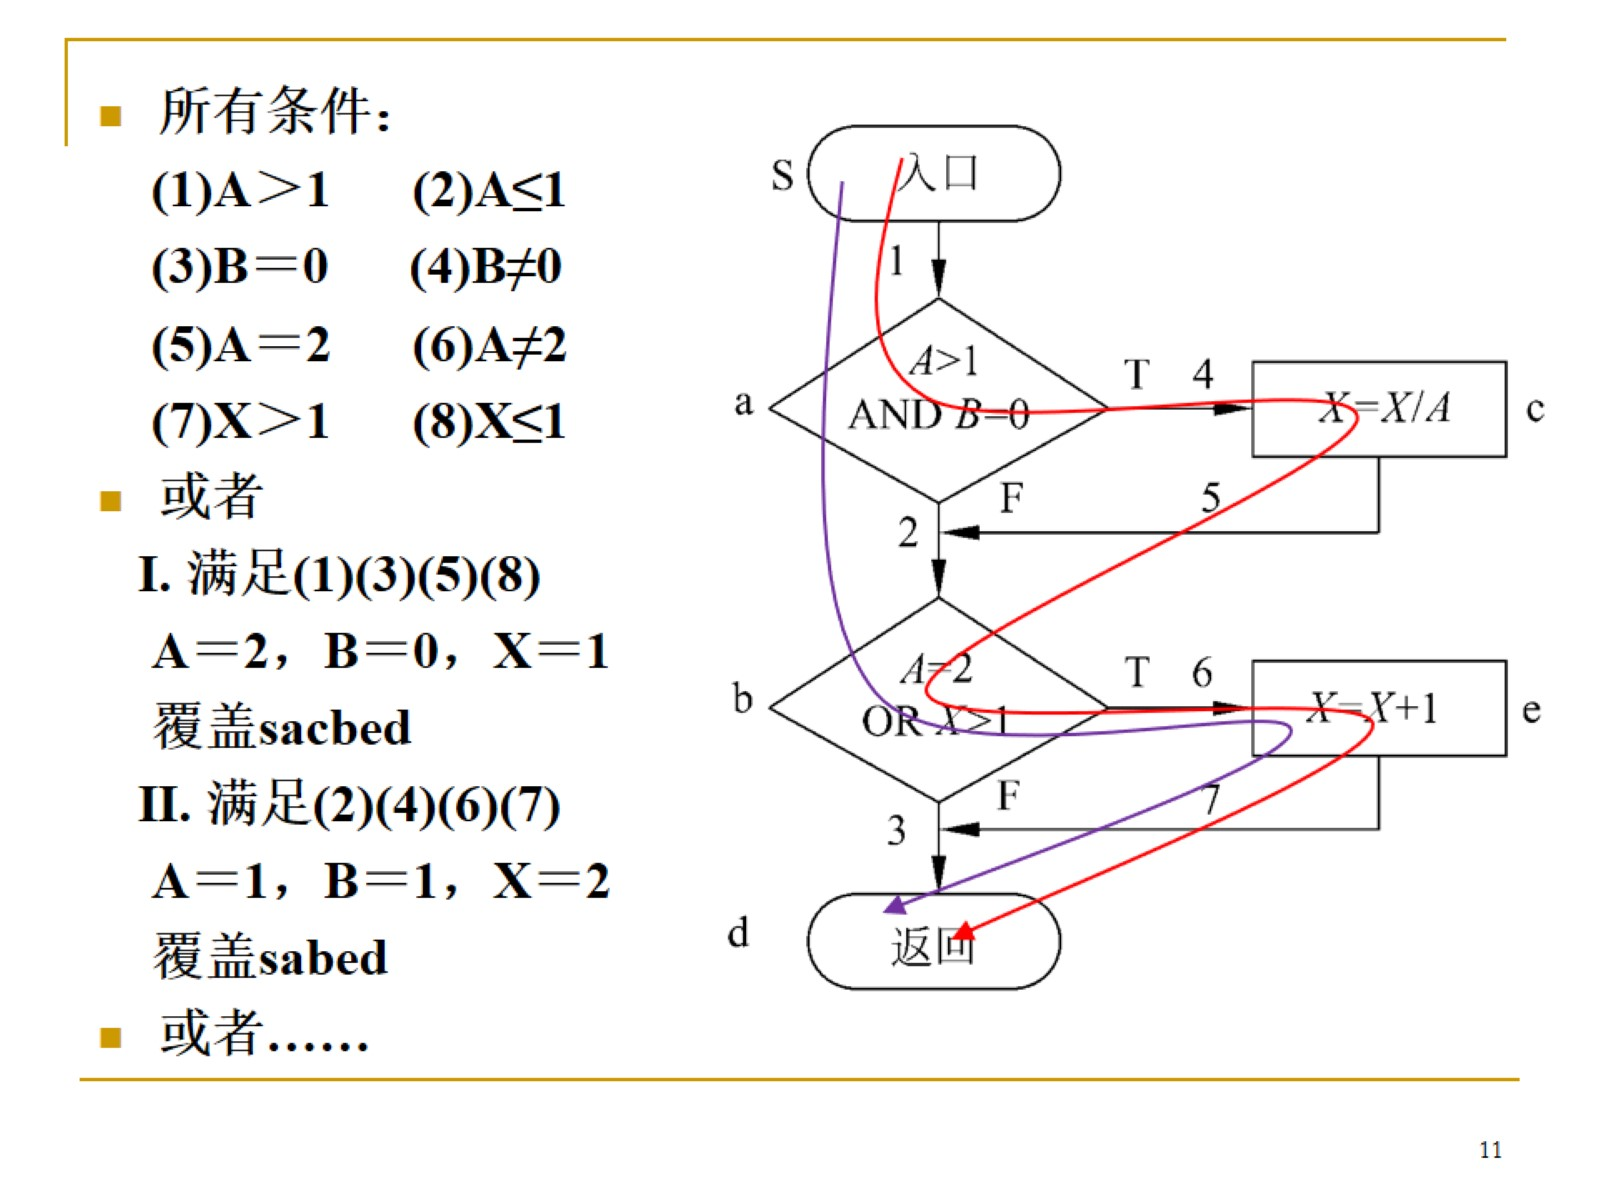 所有条件：
(1)A＞1 (2)A≤1
(3)B＝0 (4)B≠0
(5)A＝2 (6)A≠2
(7)X＞1 (8)X≤1
或者
I. 满足(1)(3)(5)(8)
A＝2，B＝0，X＝1
覆盖sacbed
II. 满足(2)(4)(6)(7)
A＝1，B＝1，X＝2
覆盖sabed
或者……
S 入口
1
a A>1
AND B=0
T 4
X=X/A c
F 5
2
b A=2
OR X>1
T 6
X=X+1 e
F 7
3
d 返回
11